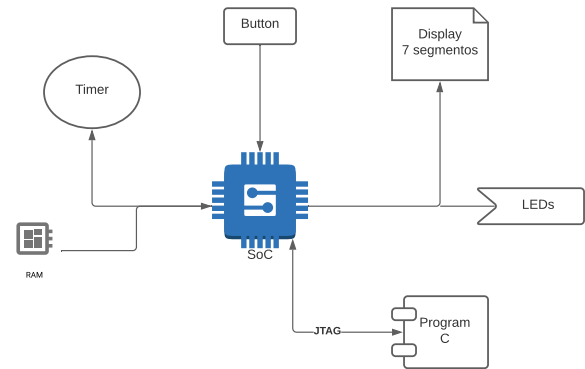 Button
Display
7 segmentos
Timer
LEDs
SoC
RAM
JTAG
Program
C